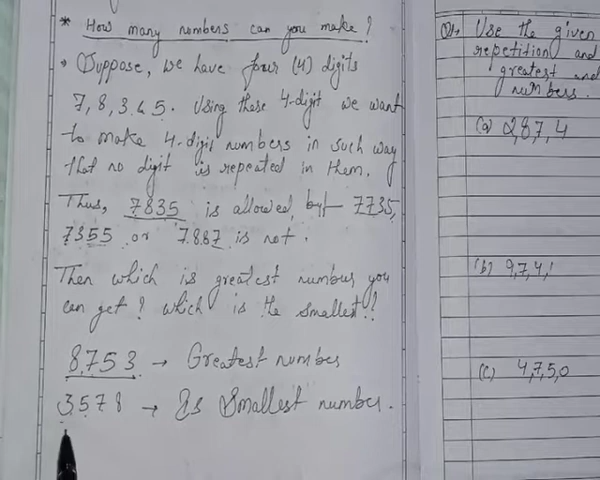 * How many numbers can you make?
• Suppose, we have four (4) digits
7, 8, 3 & 5. Using these 4-digit we want
to make 4-digit numbers in such way
that no digit is repeated in them.
Thus, 7835 is allowed, but 7735,
7355 or 7887 is not.
Then which is greatest number you
can get? which is the smallest!?
8753 → Greatest number
3578 → Is Smallest number.
Q1. Use the given
repetition and
greatest and
numbers.
(a) 2,8,7,4
(b) 9,7,4,1
(c) 4,7,5,0